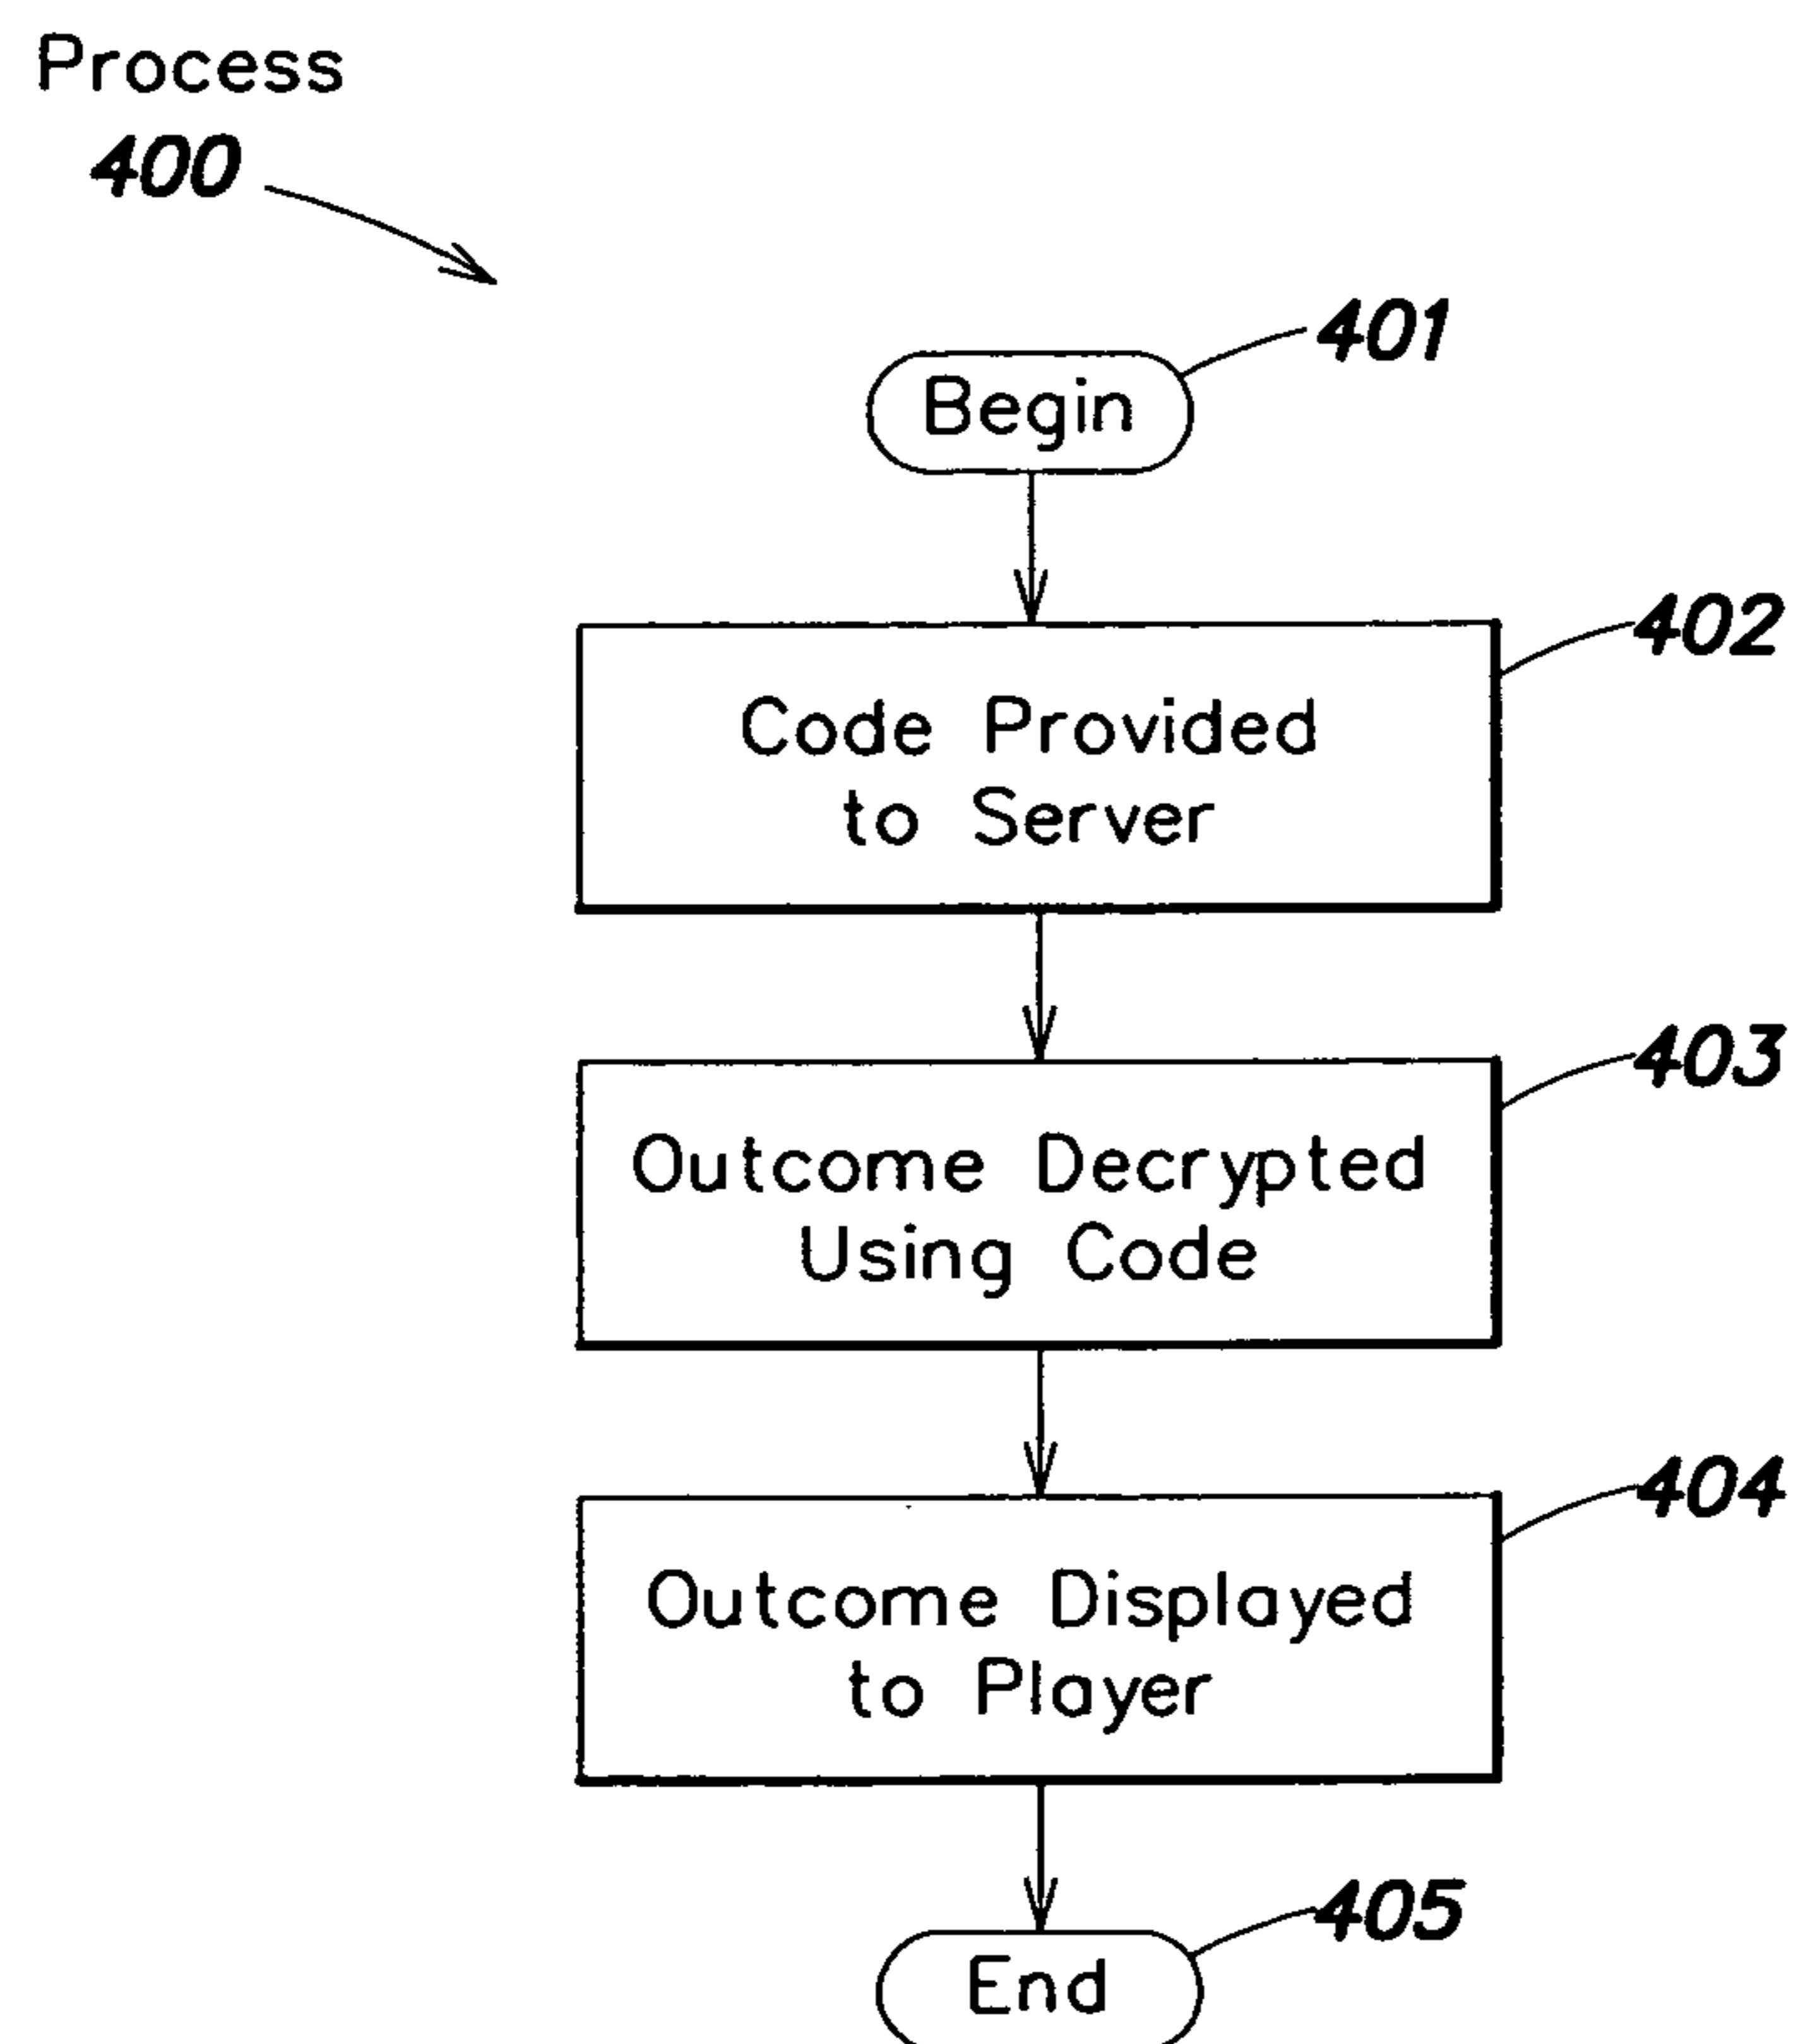 Process
400
401
Begin
402
Code Provided
to Server
403
Outcome Decrypted
Using Code
404
Outcome Displayed
to Player
405
End